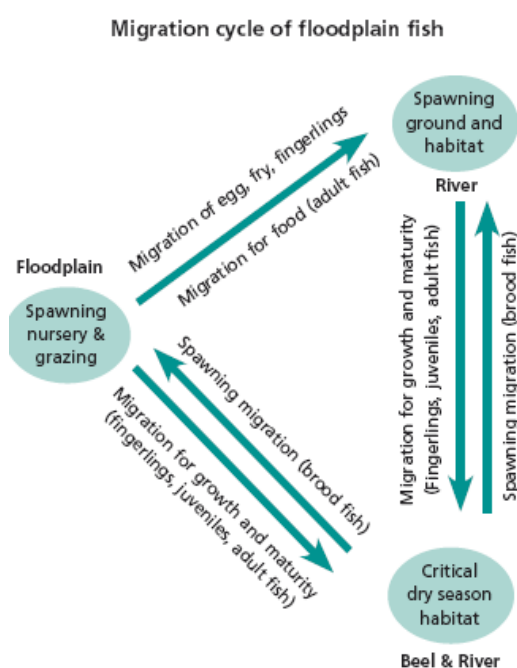 Migration cycle of floodplain fish
Spawning
ground and
habitat
River
Migration of egg, fry, fingerlings
Migration for food (adult fish)
Floodplain
Spawning
nursery &
grazing
Migration for growth and maturity
(Fingerlings, juveniles, adult fish)
Spawning migration (brood fish)
Spawning migration (brood fish)
Migration for growth and maturity
(fingerlings, juveniles, adult fish)
Critical
dry season
habitat
Beel & River